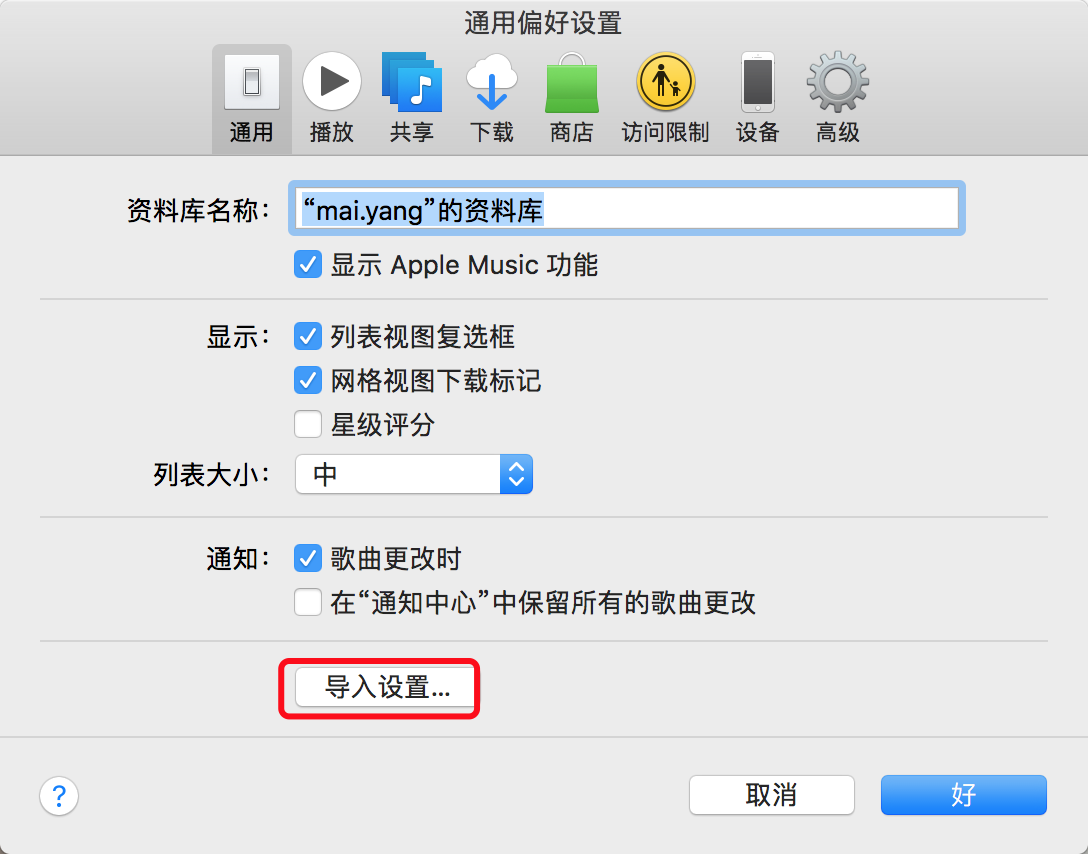 通用偏好设置
通用 播放 共享 下载 商店 访问限制 设备 高级
资料库名称： “mai.yang”的资料库
显示 Apple Music 功能
显示： 列表视图复选框
网格视图下载标记
星级评分
列表大小： 中
通知： 歌曲更改时
在“通知中心”中保留所有的歌曲更改
导入设置...
? 取消 好